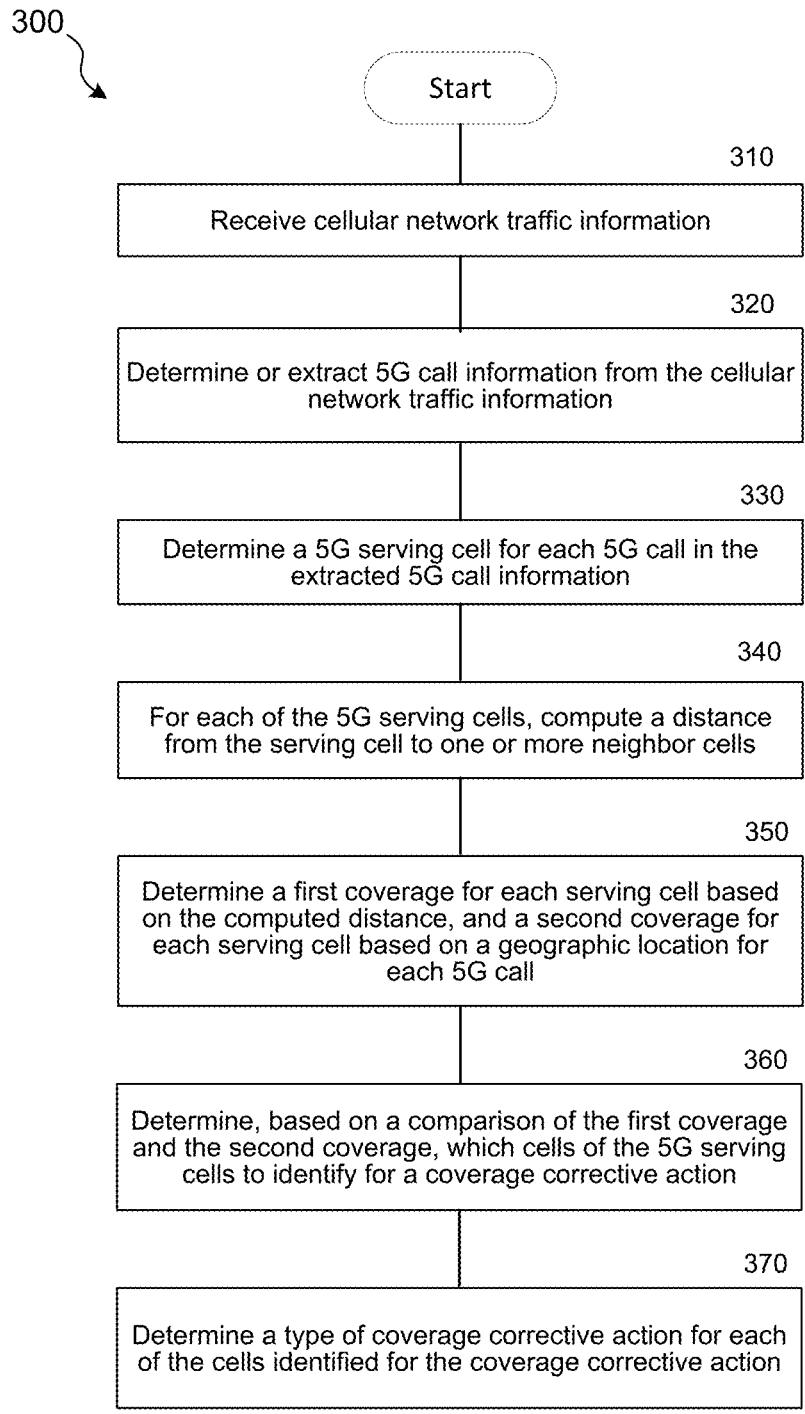 300
Start
310
Receive cellular network traffic information
320
Determine or extract 5G call information from the cellular
network traffic information
330
Determine a 5G serving cell for each 5G call in the
extracted 5G call information
340
For each of the 5G serving cells, compute a distance
from the serving cell to one or more neighbor cells
350
Determine a first coverage for each serving cell based
on the computed distance, and a second coverage for
each serving cell based on a geographic location for
each 5G call
360
Determine, based on a comparison of the first coverage
and the second coverage, which cells of the 5G serving
cells to identify for a coverage corrective action
370
Determine a type of coverage corrective action for each
of the cells identified for the coverage corrective action